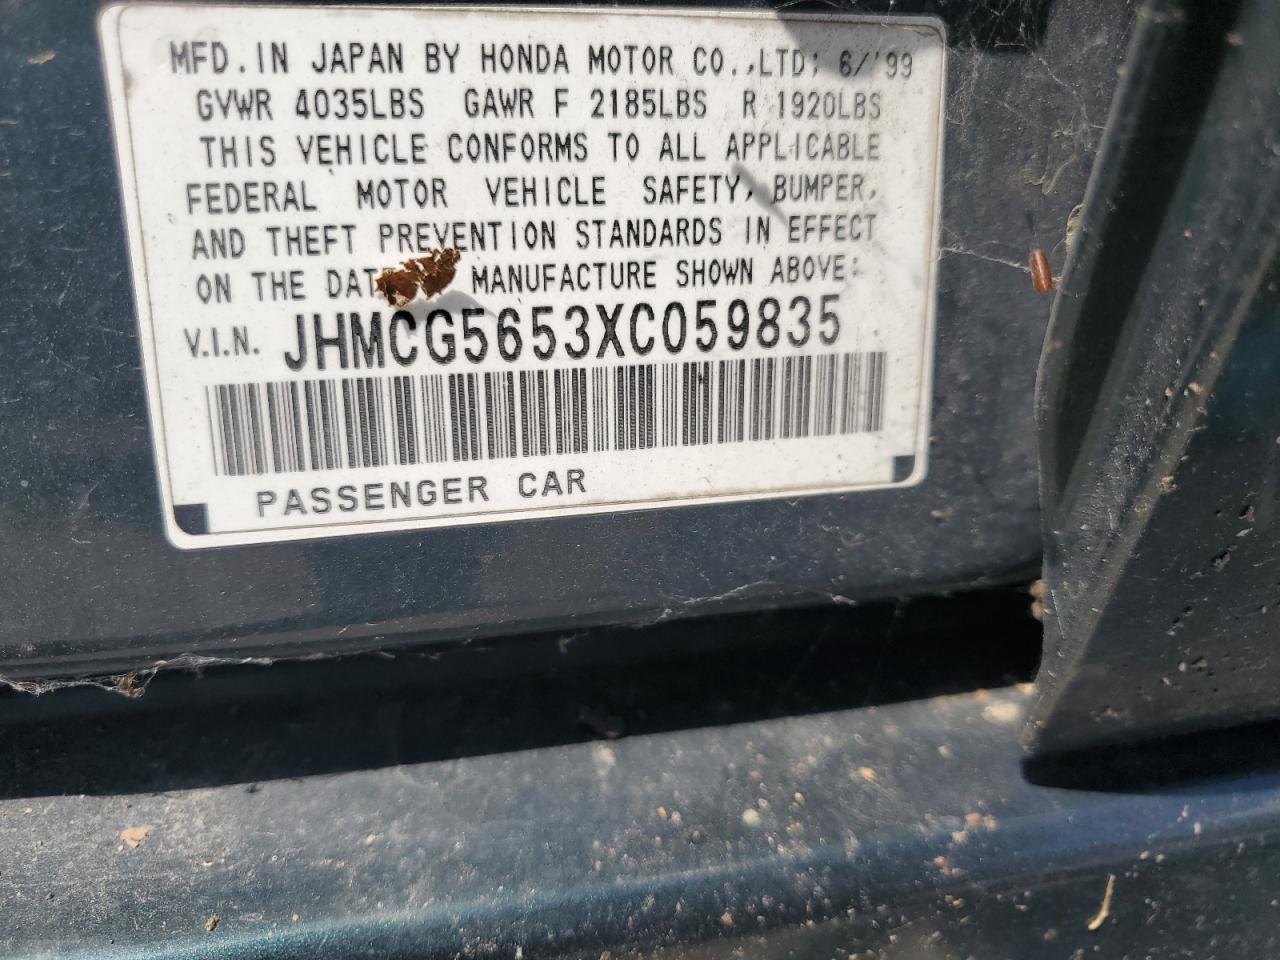 MFD. IN JAPAN BY HONDA MOTOR CO., LTD; 6/'99
GVWR 4035LBS GAWR F 2185LBS R 1920LBS
THIS VEHICLE CONFORMS TO ALL APPLICABLE
FEDERAL MOTOR VEHICLE SAFETY, BUMPER,
AND THEFT PREVENTION STANDARDS IN EFFECT
ON THE DAT MANUFACTURE SHOWN ABOVE:
V.I.N. JHMCG5653XC059835
PASSENGER CAR